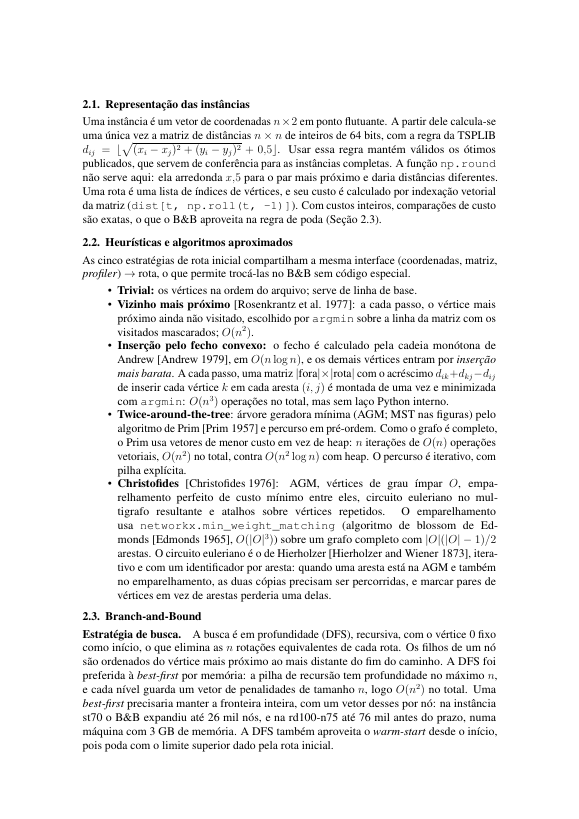 2.1. Representação das instâncias
Uma instância é um vetor de coordenadas n×2 em ponto flutuante. A partir dele calcula-se
uma única vez a matriz de distâncias n × n de inteiros de 64 bits, com a regra da TSPLIB
d_ij = ⌊√((x_i − x_j)² + (y_i − y_j)²) + 0,5⌋. Usar essa regra mantém válidos os ótimos
publicados, que servem de conferência para as instâncias completas. A função np.round
não serve aqui: ela arredonda x,5 para o par mais próximo e daria distâncias diferentes.
Uma rota é uma lista de índices de vértices, e seu custo é calculado por indexação vetorial
da matriz (dist[t, np.roll(t, -1)]). Com custos inteiros, comparações de custo
são exatas, o que o B&B aproveita na regra de poda (Seção 2.3).
2.2. Heurísticas e algoritmos aproximados
As cinco estratégias de rota inicial compartilham a mesma interface (coordenadas, matriz,
profiler) → rota, o que permite trocá-las no B&B sem código especial.
• Trivial: os vértices na ordem do arquivo; serve de linha de base.
• Vizinho mais próximo [Rosenkrantz et al. 1977]: a cada passo, o vértice mais
próximo ainda não visitado, escolhido por argmin sobre a linha da matriz com os
visitados mascarados; O(n²).
• Inserção pelo fecho convexo: o fecho é calculado pela cadeia monótona de
Andrew [Andrew 1979], em O(n log n), e os demais vértices entram por inserção
mais barata. A cada passo, uma matriz |fora|×|rota| com o acréscimo d_ik+d_kj−d_ij
de inserir cada vértice k em cada aresta (i, j) é montada de uma vez e minimizada
com argmin: O(n³) operações no total, mas sem laço Python interno.
• Twice-around-the-tree: árvore geradora mínima (AGM; MST nas figuras) pelo
algoritmo de Prim [Prim 1957] e percurso em pré-ordem. Como o grafo é completo,
o Prim usa vetores de menor custo em vez de heap: n iterações de O(n) operações
vetoriais, O(n²) no total, contra O(n² log n) com heap. O percurso é iterativo, com
pilha explícita.
• Christofides [Christofides 1976]: AGM, vértices de grau ímpar O, empa-
relhamento perfeito de custo mínimo entre eles, circuito euleriano no mul-
tigrafo resultante e atalhos sobre vértices repetidos. O emparelhamento
usa networkx.min_weight_matching (algoritmo de blossom de Ed-
monds [Edmonds 1965], O(|O|³)) sobre um grafo completo com |O|(|O| − 1)/2
arestas. O circuito euleriano é o de Hierholzer [Hierholzer and Wiener 1873], itera-
tivo e com um identificador por aresta: quando uma aresta está na AGM e também
no emparelhamento, as duas cópias precisam ser percorridas, e marcar pares de
vértices em vez de arestas perderia uma delas.
2.3. Branch-and-Bound
Estratégia de busca. A busca é em profundidade (DFS), recursiva, com o vértice 0 fixo
como início, o que elimina as n rotações equivalentes de cada rota. Os filhos de um nó
são ordenados do vértice mais próximo ao mais distante do fim do caminho. A DFS foi
preferida à best-first por memória: a pilha de recursão tem profundidade no máximo n,
e cada nível guarda um vetor de penalidades de tamanho n, logo O(n²) no total. Uma
best-first precisaria manter a fronteira inteira, com um vetor desses por nó: na instância
st70 o B&B expandiu até 26 mil nós, e na rd100-n75 até 76 mil antes do prazo, numa
máquina com 3 GB de memória. A DFS também aproveita o warm-start desde o início,
pois poda com o limite superior dado pela rota inicial.